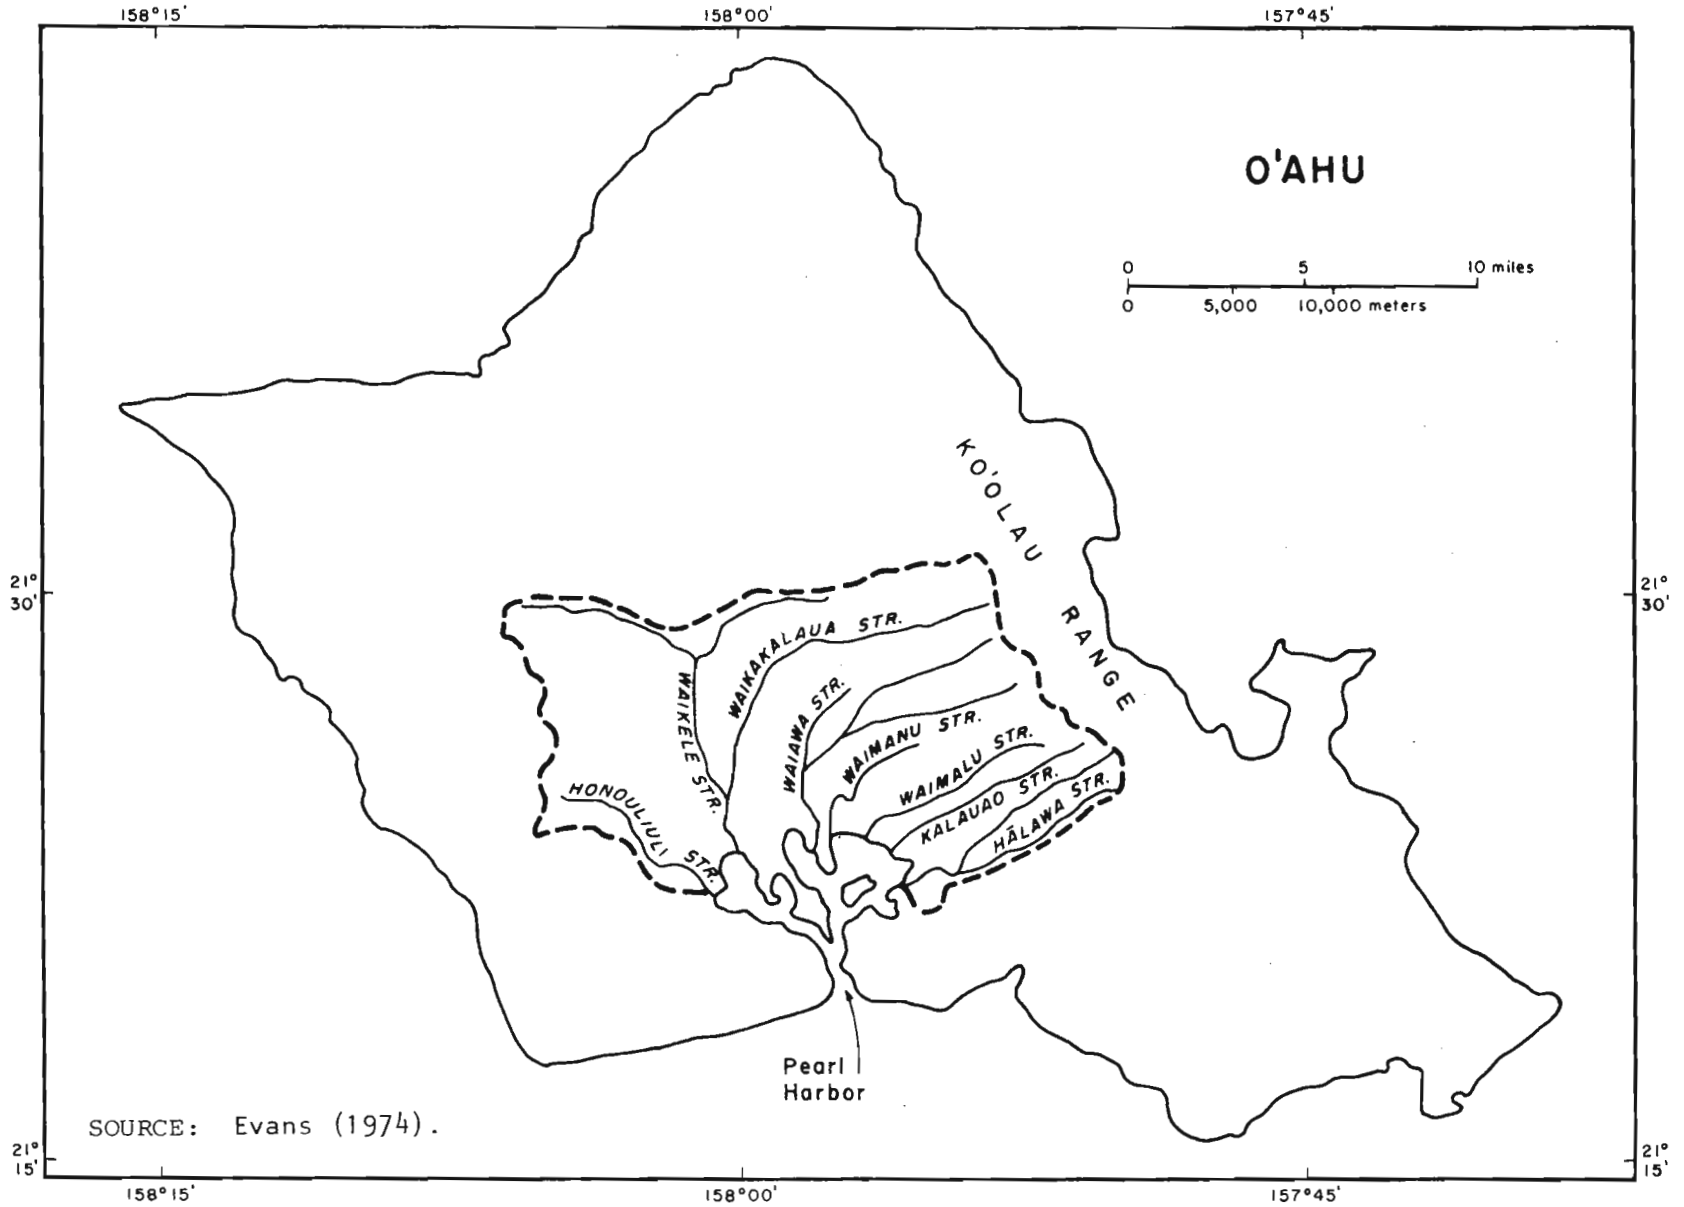 158°15'
158°00'
157°45'
O'AHU
0 5 10 miles
0 5,000 10,000 meters
KO'OLAU RANGE
21°
30'
21°
30'
WAIKAKALAUA STR.
WAIKELE STR.
WAIAWA STR.
WAIMANU STR.
WAIMALU STR.
KALAUAO STR.
HĀLAWA STR.
HONOULIULI STR.
Pearl
Harbor
SOURCE: Evans (1974).
21°
15'
21°
15'
158°15'
158°00'
157°45'